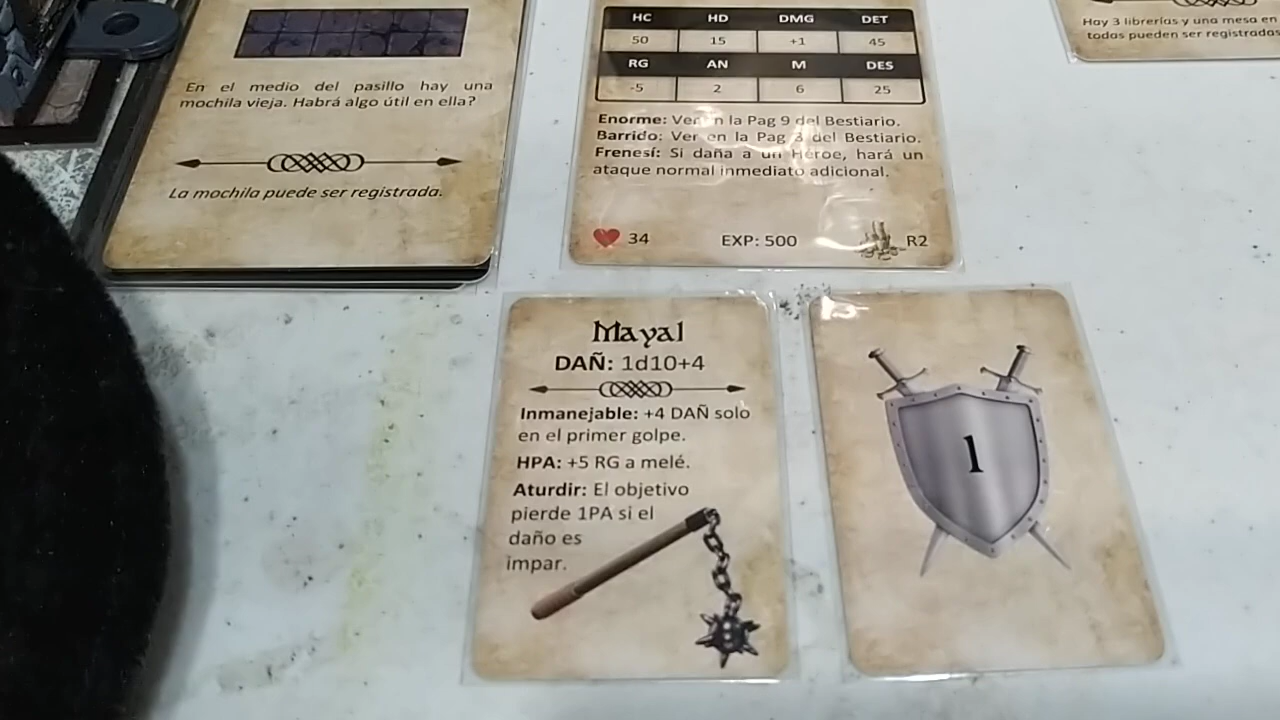 En el medio del pasillo hay una
mochila vieja. Habrá algo útil en ella?
La mochila puede ser registrada.
HC HD DMG DET
50 15 +1 45
RG AN M DES
-5 2 6 25
Enorme: Ver en la Pag 9 del Bestiario.
Barrido: Ver en la Pag 3 del Bestiario.
Frenesí: Si daña a un Héroe, hará un
ataque normal inmediato adicional.
34 EXP: 500 R2
Hay 3 librerías y una mesa en
todas pueden ser registradas
Mayal
DAÑ: 1d10+4
Inmanejable: +4 DAÑ solo
en el primer golpe.
HPA: +5 RG a melé.
Aturdir: El objetivo
pierde 1PA si el
daño es
impar.
1